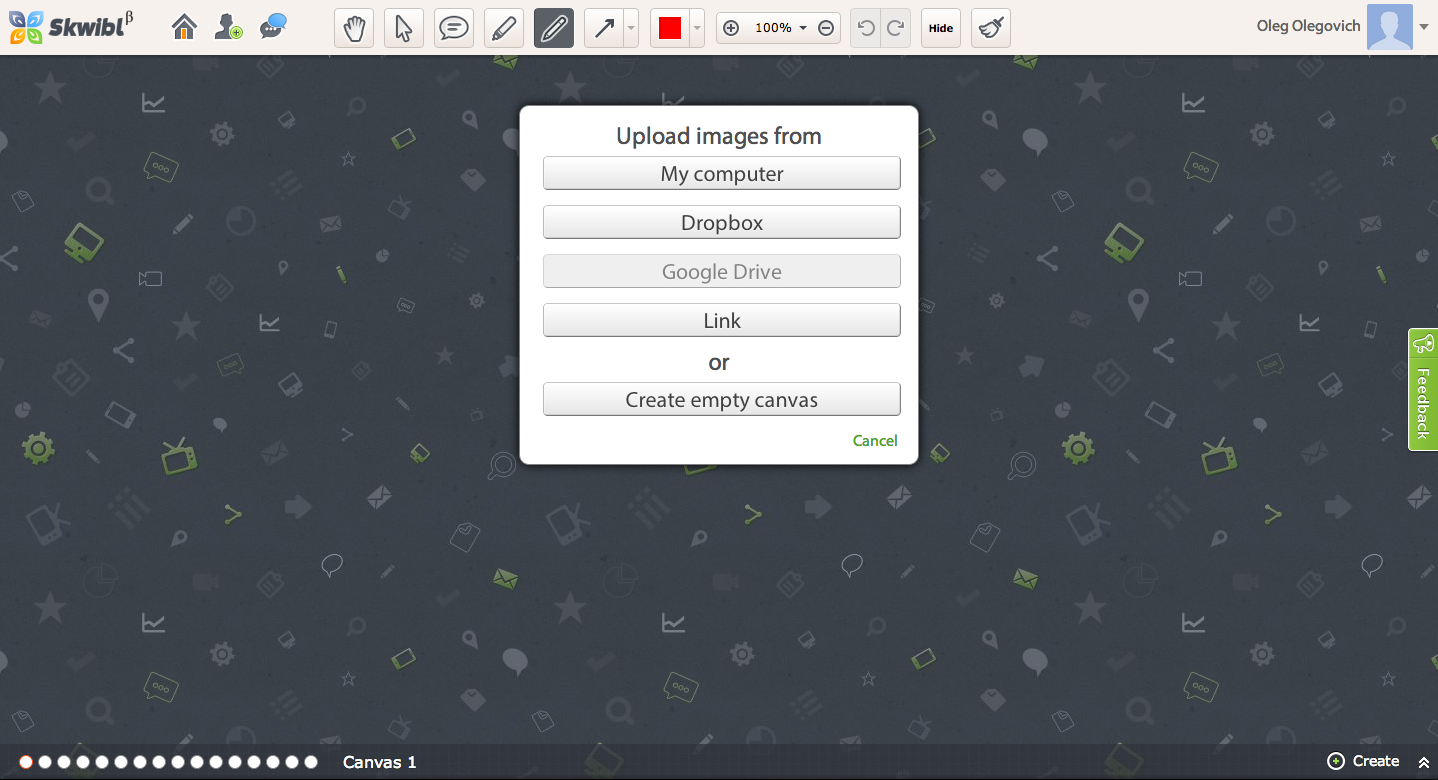 Skwibl β
100%
Hide
Oleg Olegovich
Upload images from
My computer
Dropbox
Google Drive
Link
or
Create empty canvas
Cancel
Feedback
Canvas 1
Create